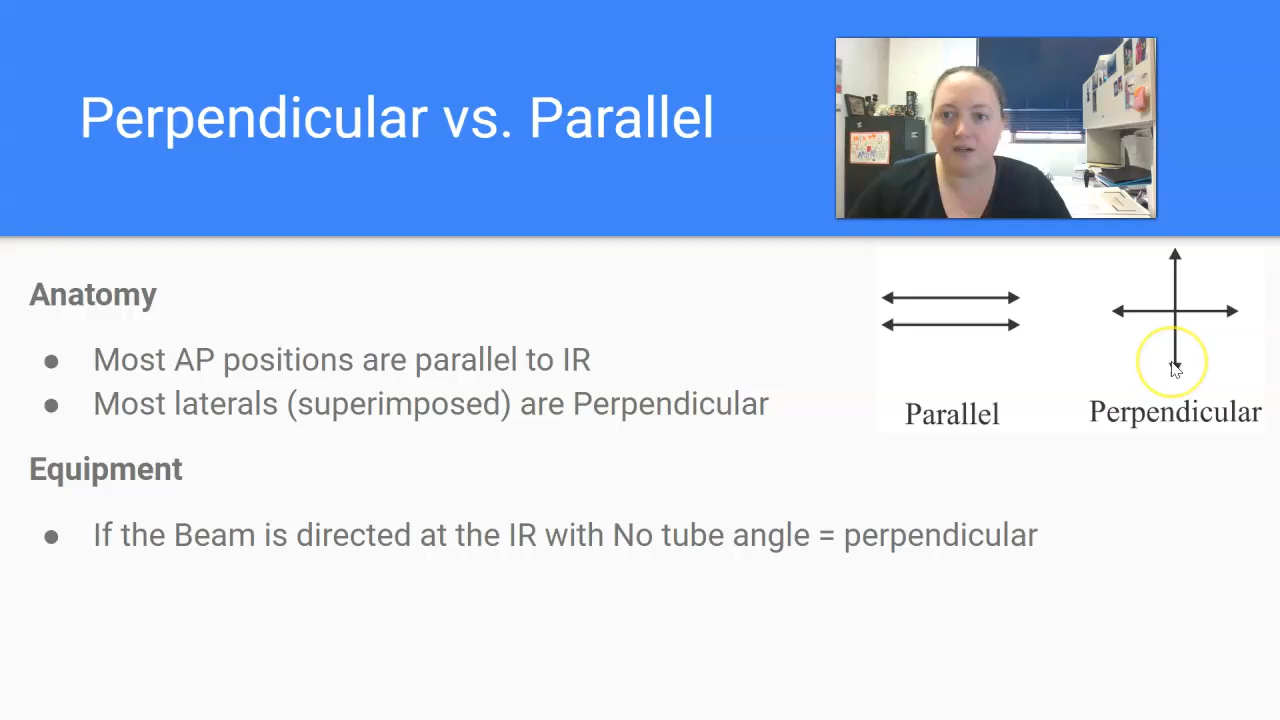 Perpendicular vs. Parallel
Anatomy
● Most AP positions are parallel to IR
● Most laterals (superimposed) are Perpendicular
Equipment
● If the Beam is directed at the IR with No tube angle = perpendicular
Parallel
Perpendicular